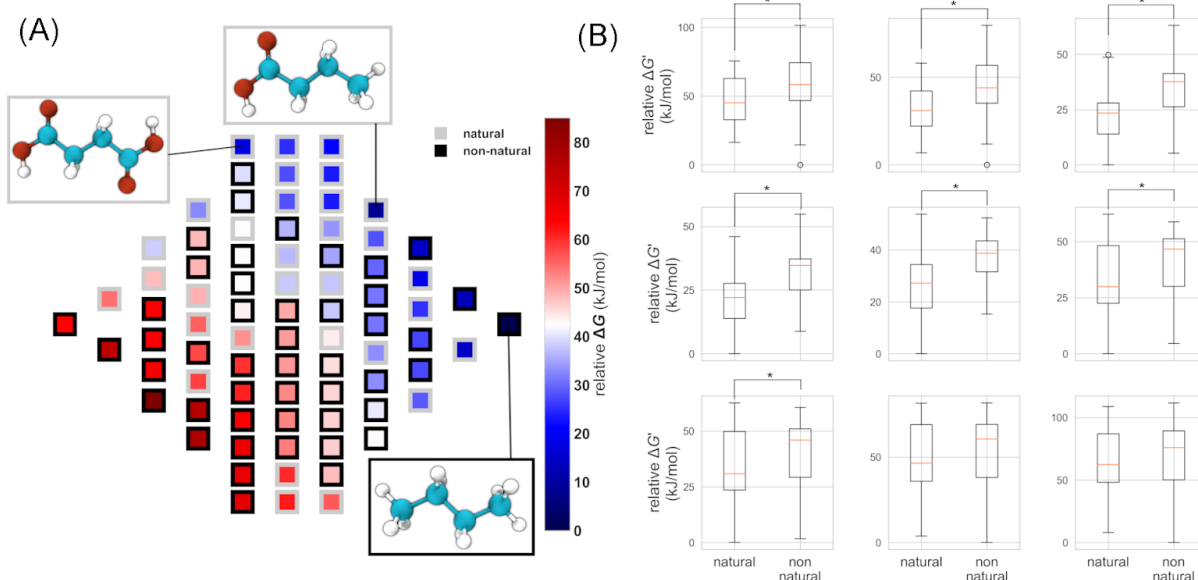 (A)
natural
non-natural
80
70
60
50
40
30
20
10
0
relative ΔG (kJ/mol)
(B)
*
*
*
relative ΔG'
(kJ/mol)
100
50
0
50
0
50
25
0
*
*
*
relative ΔG'
(kJ/mol)
50
25
0
40
20
0
50
25
0
*
relative ΔG'
(kJ/mol)
50
25
0
50
0
100
50
0
natural
non
natural
natural
non
natural
natural
non
natural